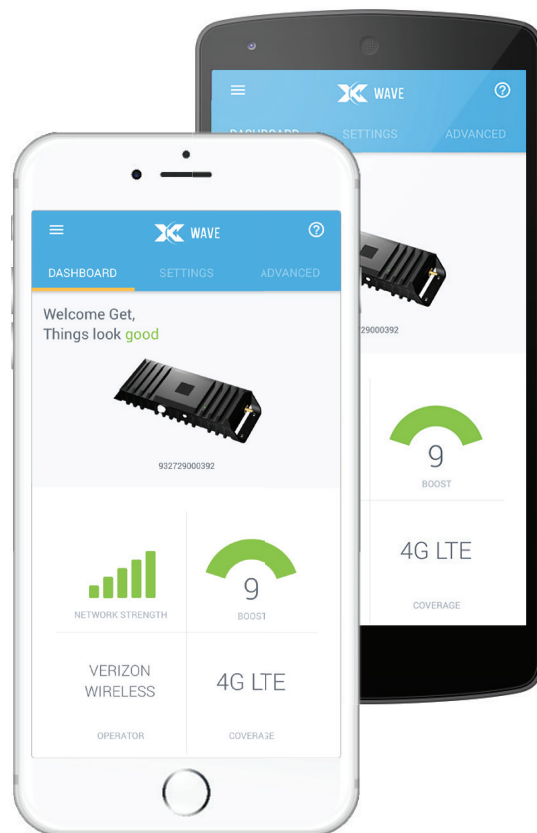 WAVE
DASHBOARD SETTINGS ADVANCED
WAVE
DASHBOARD SETTINGS ADVANCED
Welcome Get,
Things look good
932729000392
29000392
NETWORK STRENGTH
9
BOOST
9
BOOST
VERIZON
WIRELESS
OPERATOR
4G LTE
COVERAGE
4G LTE
COVERAGE